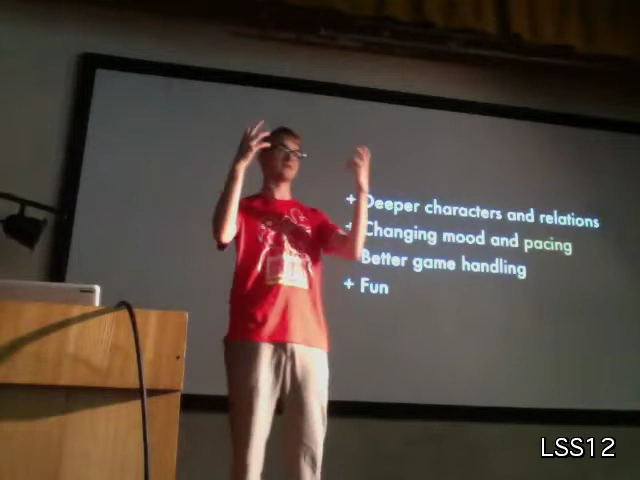 + Deeper characters and relations
+ Changing mood and pacing
Better game handling
+ Fun
LSS12